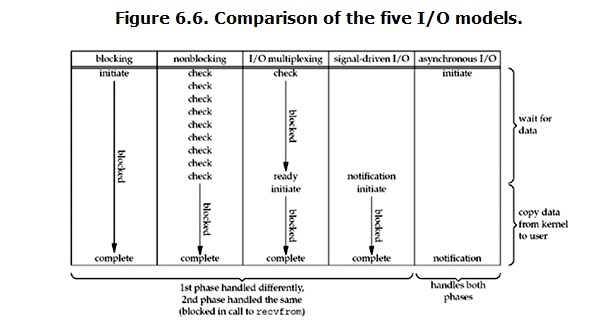 Figure 6.6. Comparison of the five I/O models.
blocking nonblocking I/O multiplexing signal-driven I/O asynchronous I/O
initiate check check initiate
check
check
check
check
check
check
check
check ready notification
initiate initiate
blocked
blocked
blocked
blocked
blocked
complete complete complete complete notification
wait for
data
copy data
from kernel
to user
1st phase handled differently,
2nd phase handled the same
(blocked in call to recvfrom)
handles both
phases